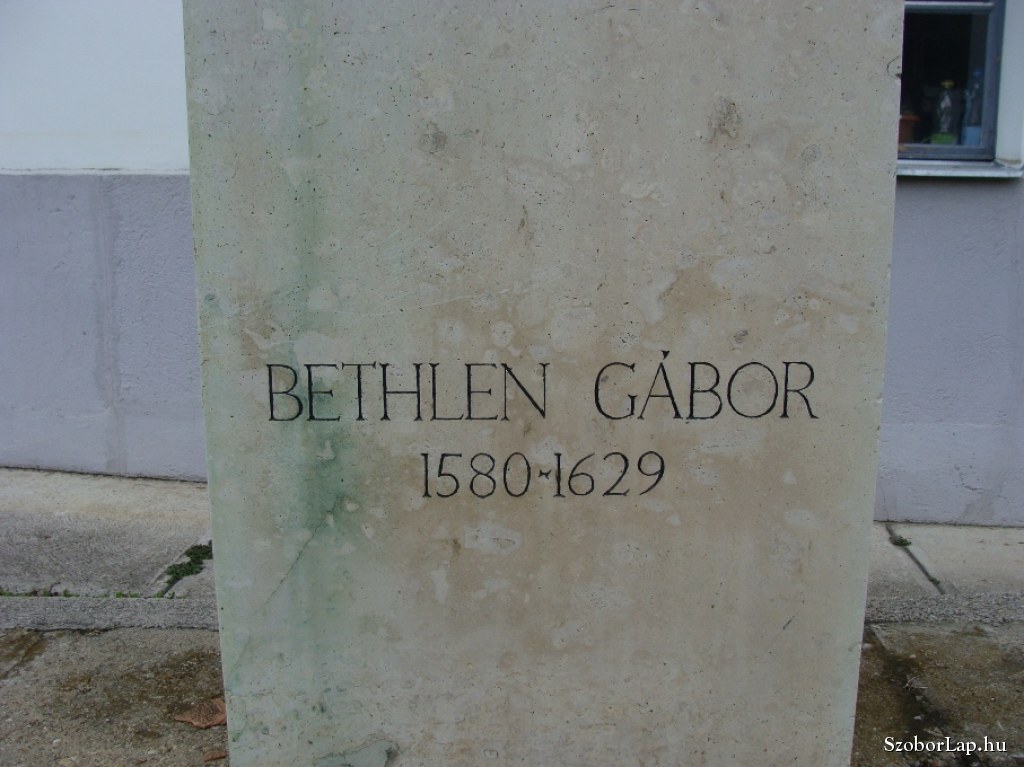 BETHLEN GÁBOR
1580-1629
SzoborLap.hu